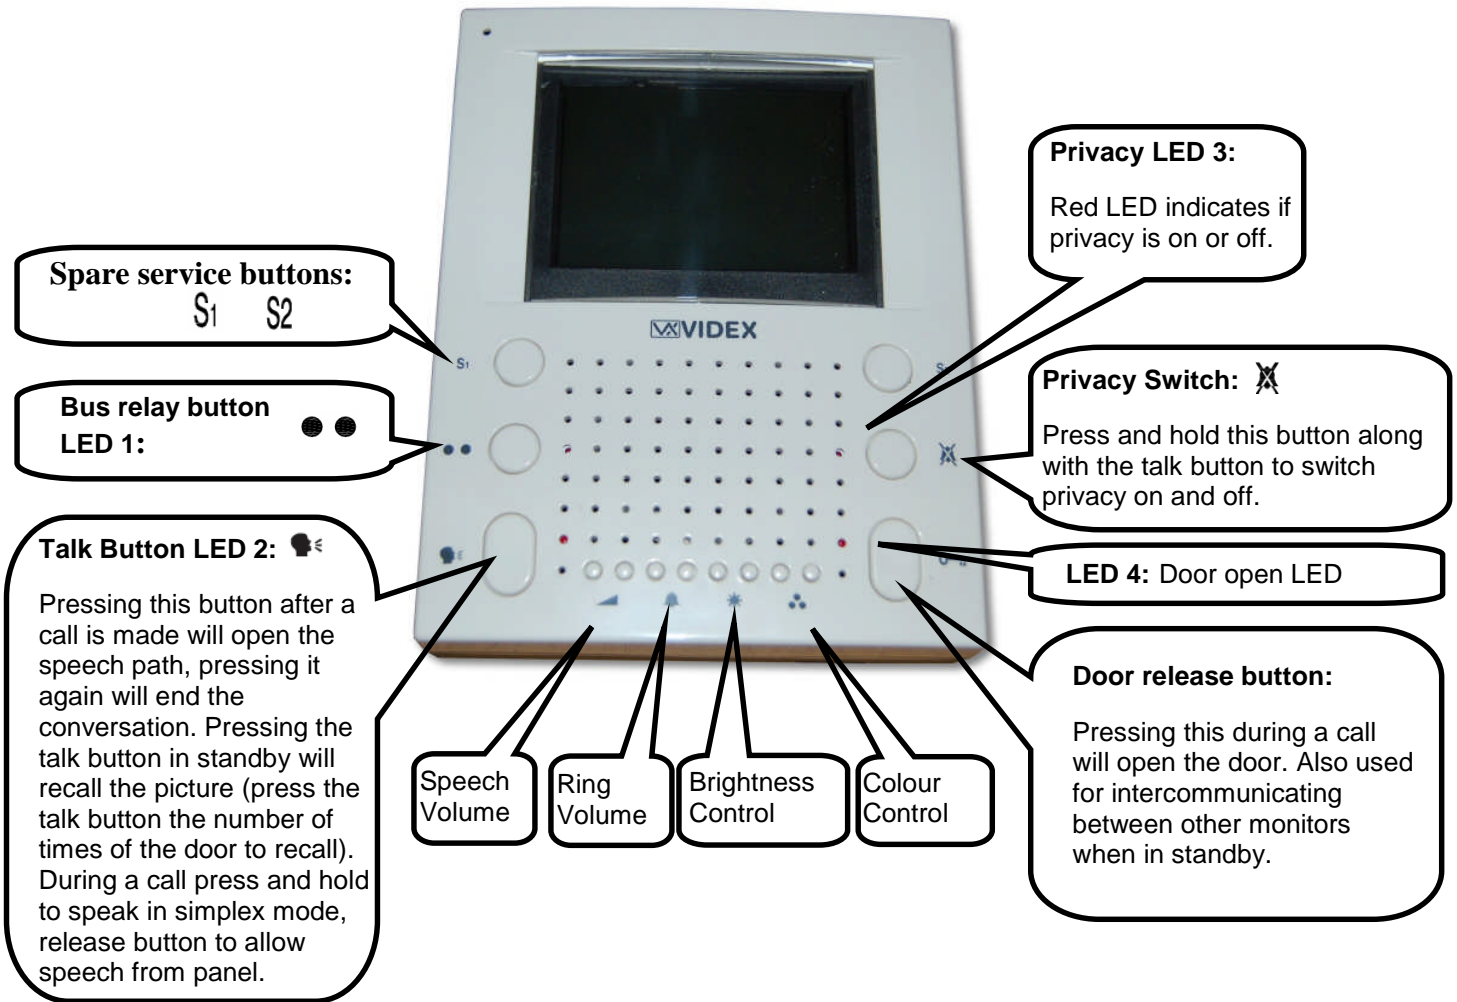 Privacy LED 3:
Red LED indicates if
privacy is on or off.
Spare service buttons:
S1 S2
VIDEX
S1
Bus relay button
LED 1:
Privacy Switch:
Press and hold this button along
with the talk button to switch
privacy on and off.
Talk Button LED 2:
Pressing this button after a
call is made will open the
speech path, pressing it
again will end the
conversation. Pressing the
talk button in standby will
recall the picture (press the
talk button the number of
times of the door to recall).
During a call press and hold
to speak in simplex mode,
release button to allow
speech from panel.
LED 4: Door open LED
Door release button:
Pressing this during a call
will open the door. Also used
for intercommunicating
between other monitors
when in standby.
Speech
Volume
Ring
Volume
Brightness
Control
Colour
Control